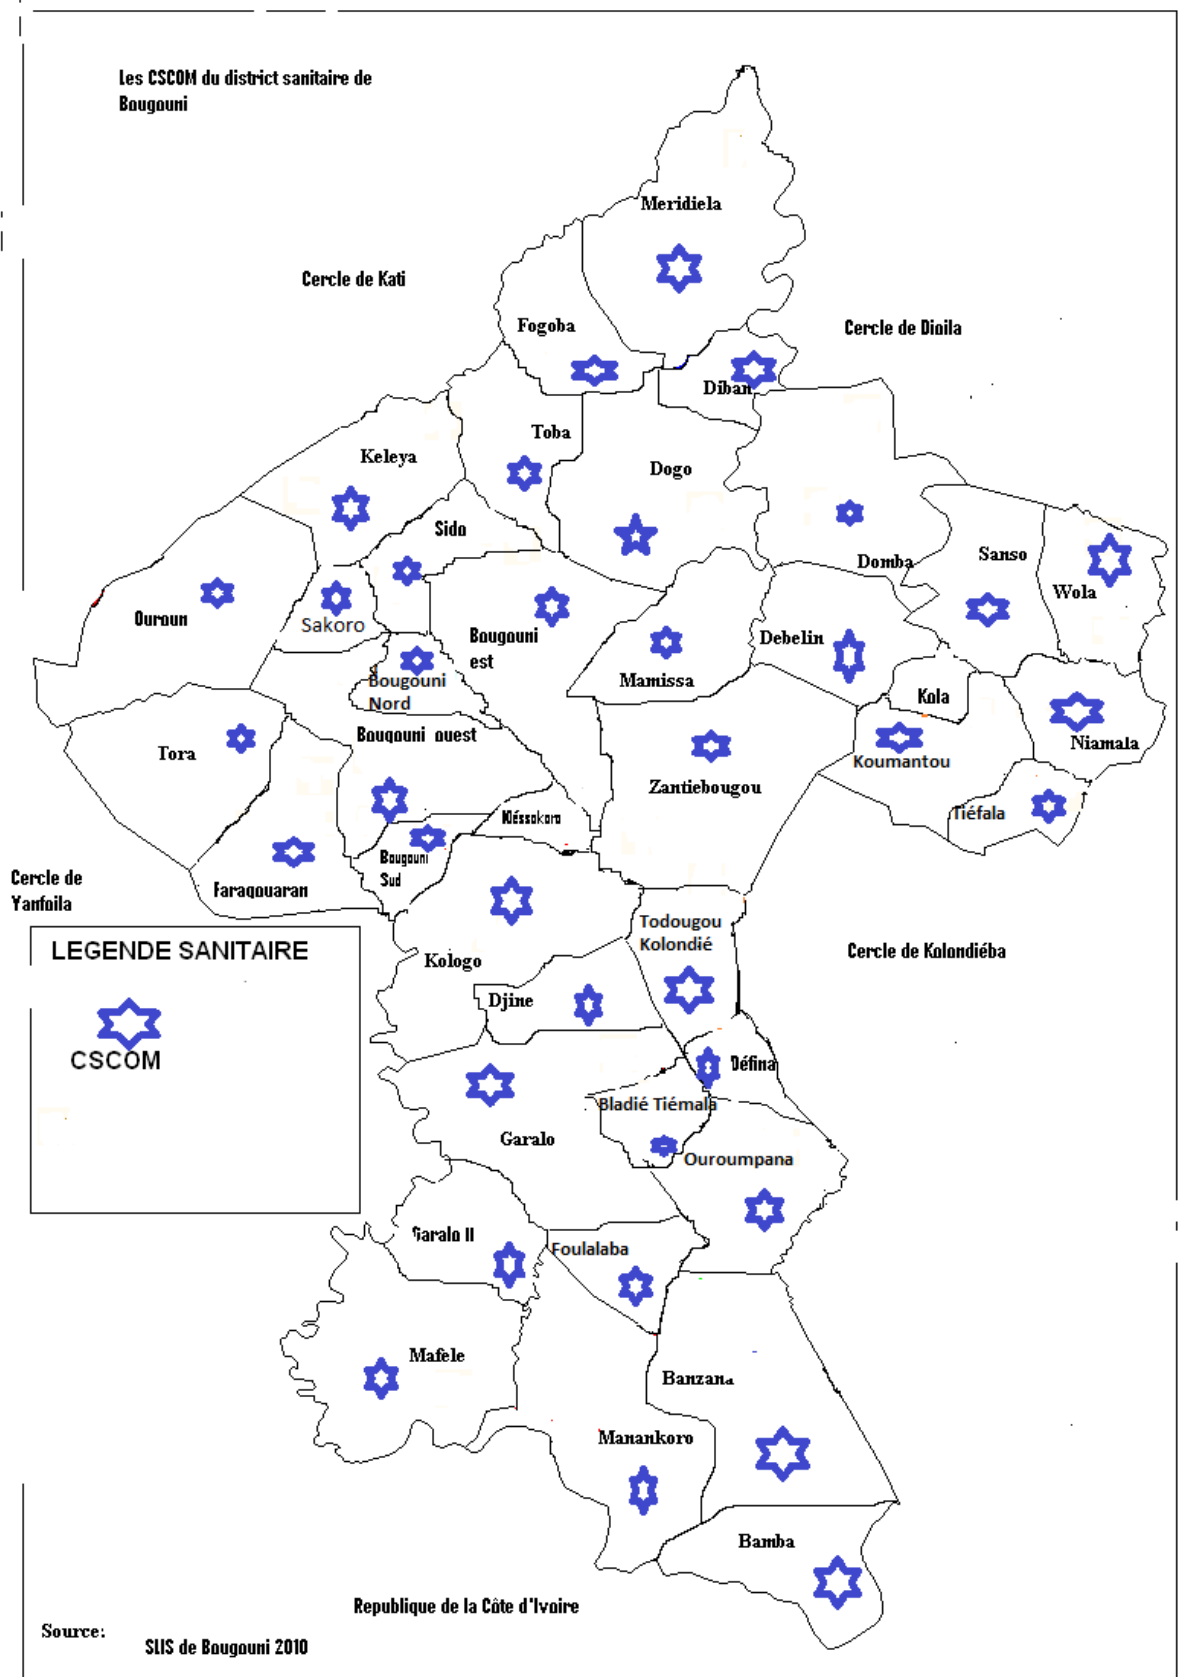 Les CSCOM du district sanitaire de
Bougouni
Meridiela
Cercle de Kati
Fogoba
Cercle de Dioila
Diban
Toba
Keleya
Dogo
Sido
Domba
Sanso
Wola
Ouroun
Sakoro
Bougouni
est
Debelin
Mamissa
Bougouni
Nord
Kola
Bougouni ouest
Tora
Koumantou
Niamala
Zantiebougou
Tiéfala
Kléssokoro
Bougouni
Sud
Faragouaran
Cercle de
Yanfoila
Todougou
Kolondié
LEGENDE SANITAIRE
Kologo
Cercle de Kolondiéba
Djine
CSCOM
Défina
Bladié Tiémala
Garalo
Ouroumpana
Garalo II
Foulalaba
Mafele
Banzana
Manankoro
Bamba
Republique de la Côte d'Ivoire
Source:
SLIS de Bougouni 2010